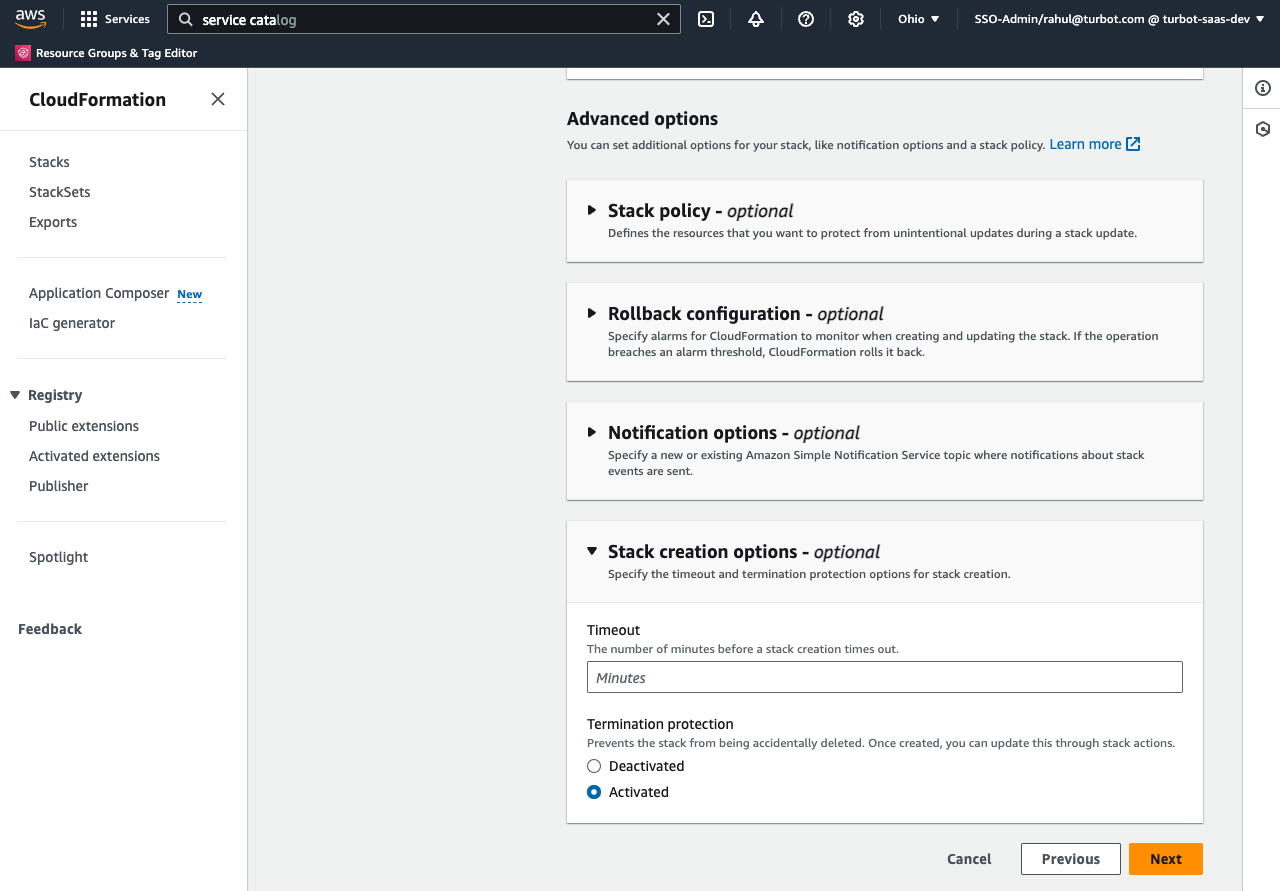 aws
Services
service catalog
Ohio
SSO-Admin/rahul@turbot.com @ turbot-saas-dev
Resource Groups & Tag Editor
CloudFormation
Stacks
StackSets
Exports
Application Composer New
IaC generator
Registry
Public extensions
Activated extensions
Publisher
Spotlight
Feedback
Advanced options
You can set additional options for your stack, like notification options and a stack policy. Learn more
Stack policy - optional
Defines the resources that you want to protect from unintentional updates during a stack update.
Rollback configuration - optional
Specify alarms for CloudFormation to monitor when creating and updating the stack. If the operation
breaches an alarm threshold, CloudFormation rolls it back.
Notification options - optional
Specify a new or existing Amazon Simple Notification Service topic where notifications about stack
events are sent.
Stack creation options - optional
Specify the timeout and termination protection options for stack creation.
Timeout
The number of minutes before a stack creation times out.
Minutes
Termination protection
Prevents the stack from being accidentally deleted. Once created, you can update this through stack actions.
Deactivated
Activated
Cancel
Previous
Next